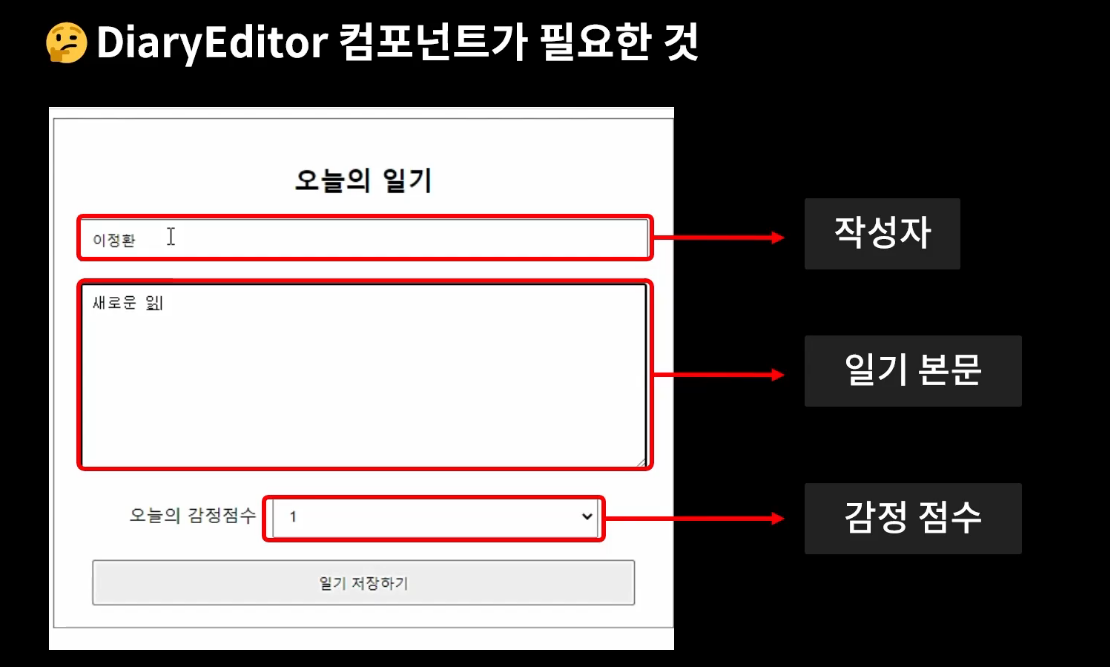 🤔 DiaryEditor 컴포넌트가 필요한 것
오늘의 일기
이정환
작성자
새로운 읽
일기 본문
오늘의 감정점수
1
감정 점수
일기 저장하기